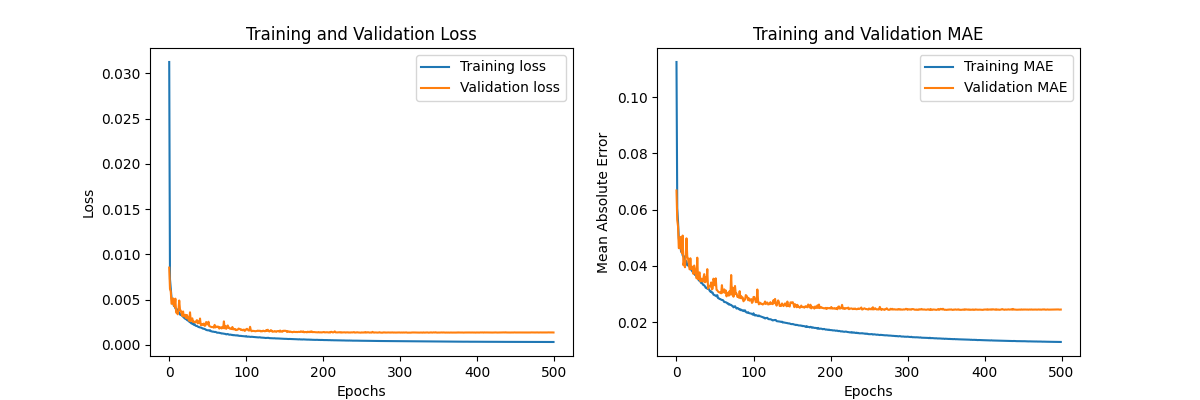 Training and Validation Loss
Training loss
Validation loss
0.030
0.025
0.020
0.015
0.010
0.005
0.000
Loss
0
100
200
300
400
500
Epochs
Training and Validation MAE
Training MAE
Validation MAE
0.10
0.08
0.06
0.04
0.02
Mean Absolute Error
0
100
200
300
400
500
Epochs